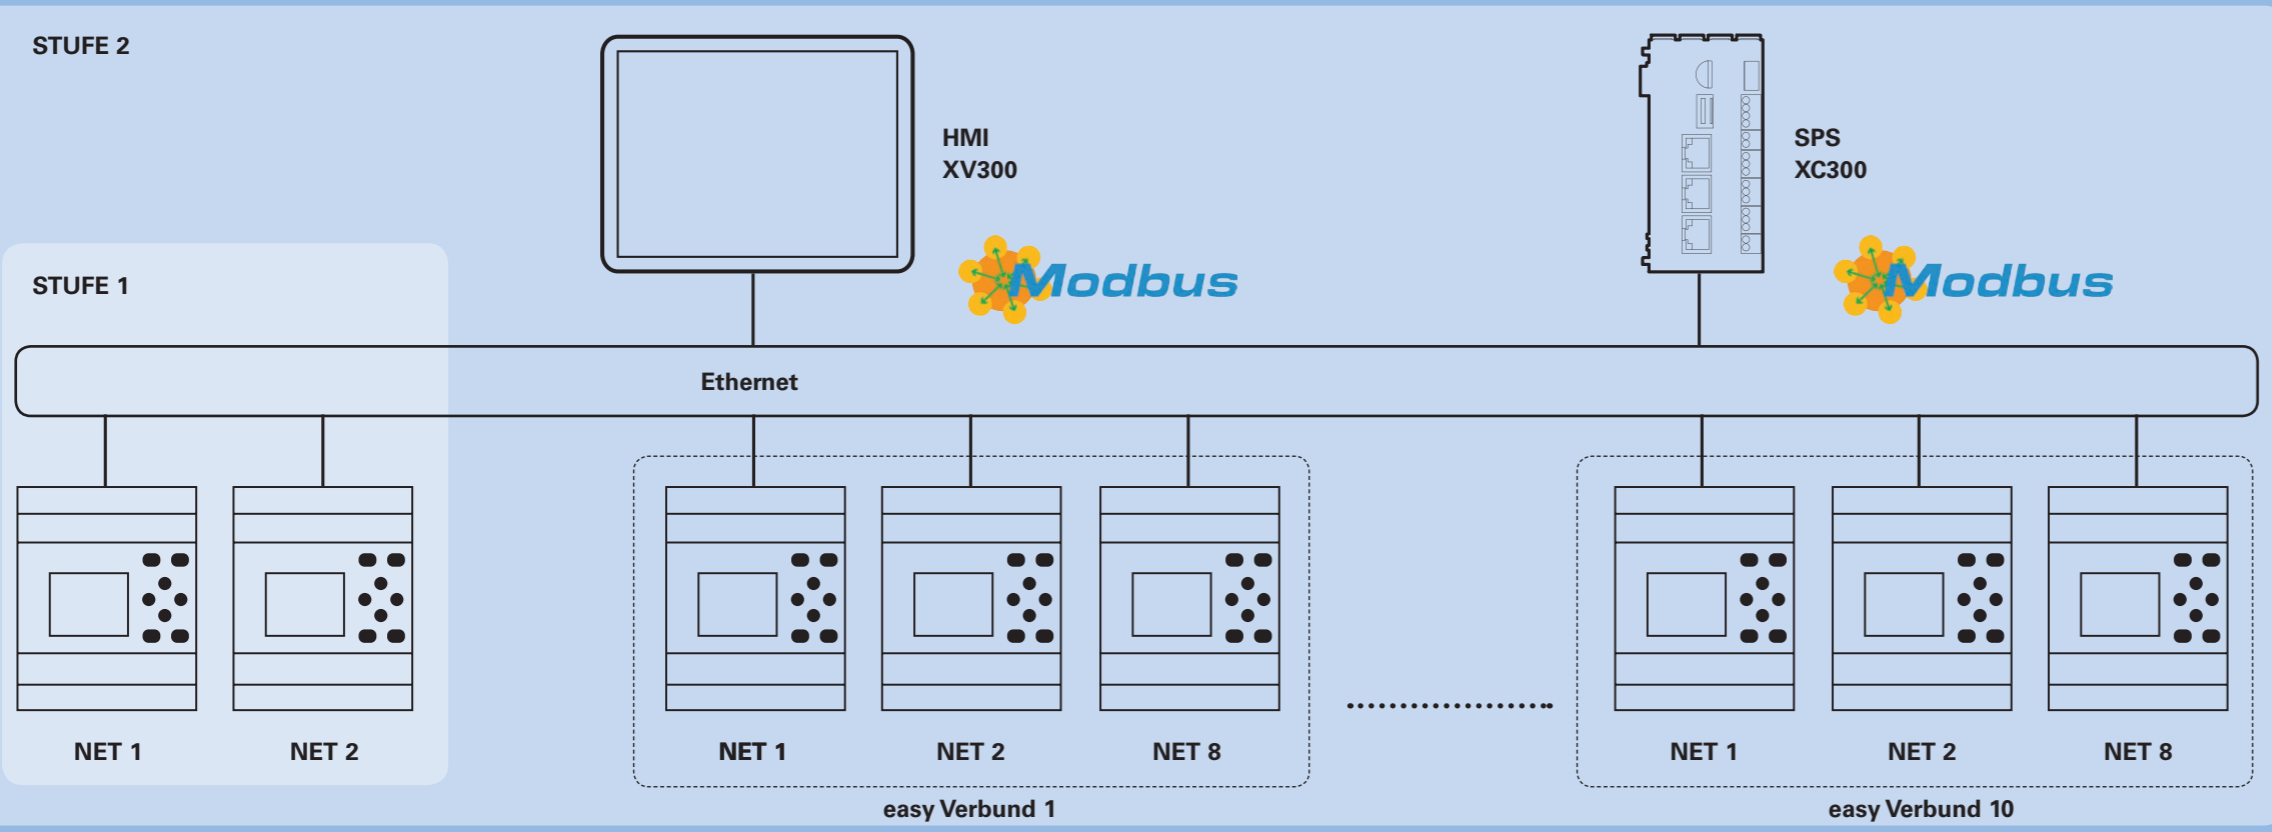 STUFE 2
HMI
XV300
SPS
XC300
Modbus
Modbus
STUFE 1
Ethernet
NET 1
NET 2
NET 1
NET 2
NET 8
NET 1
NET 2
NET 8
easy Verbund 1
easy Verbund 10